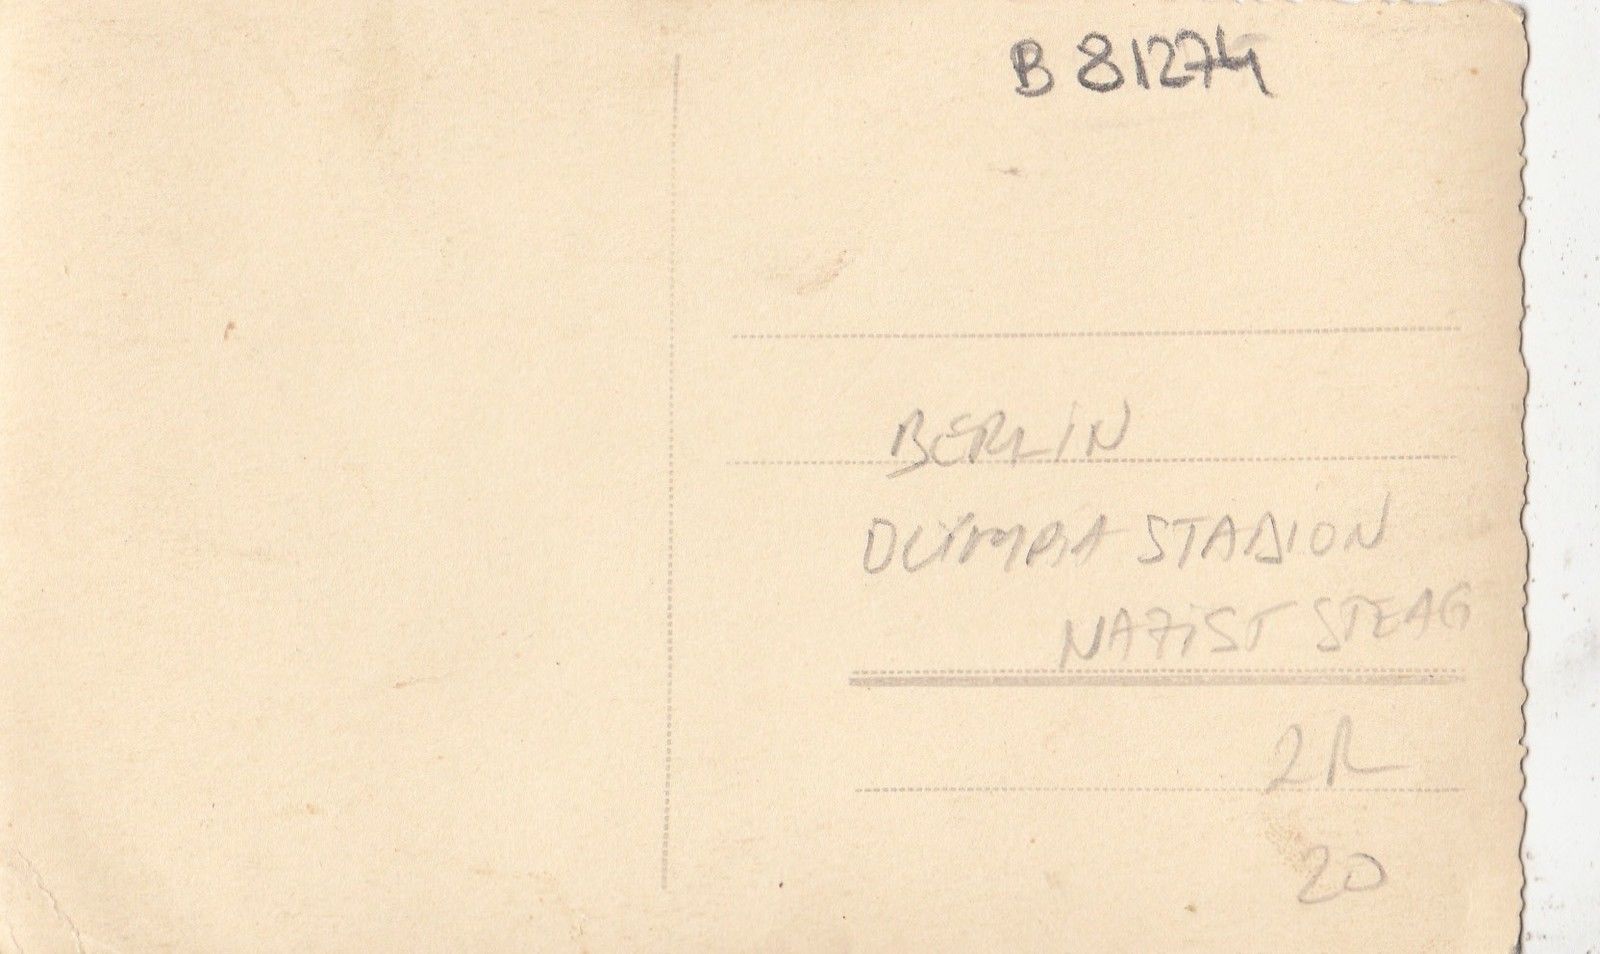 B 81274
BERLIN
OLYMPIA STADION
NAZIST STEAG
2R
20